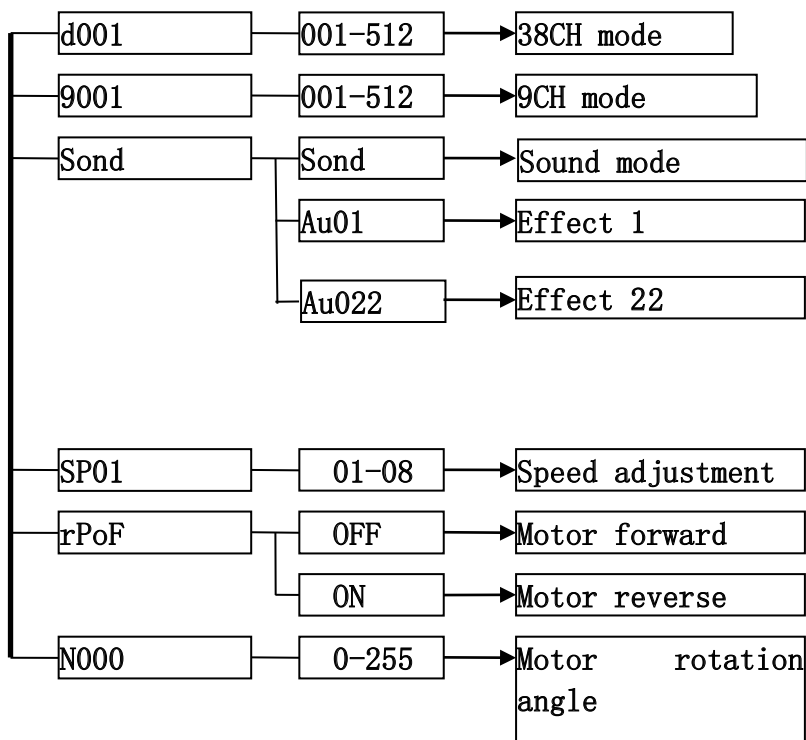 d001 001-512 38CH mode
9001 001-512 9CH mode
Sond Sond Sound mode
Au01 Effect 1
Au022 Effect 22
SP01 01-08 Speed adjustment
rPoF OFF Motor forward
ON Motor reverse
N000 0-255 Motor rotation
angle